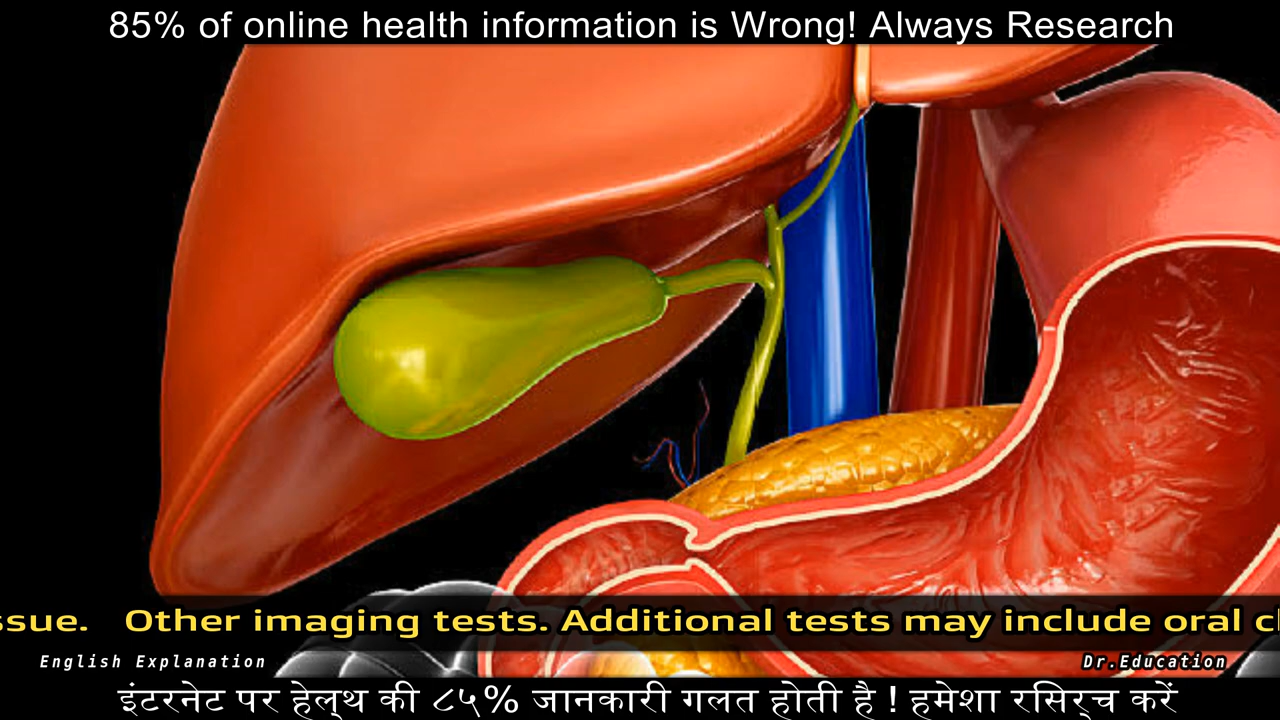 85% of online health information is Wrong! Always Research
ssue. Other imaging tests. Additional tests may include oral
English Explanation
Dr.Education
इंटरनेट पर हेल्थ की ८५% जानकारी गलत होती है ! हमेशा रसिर्च करें